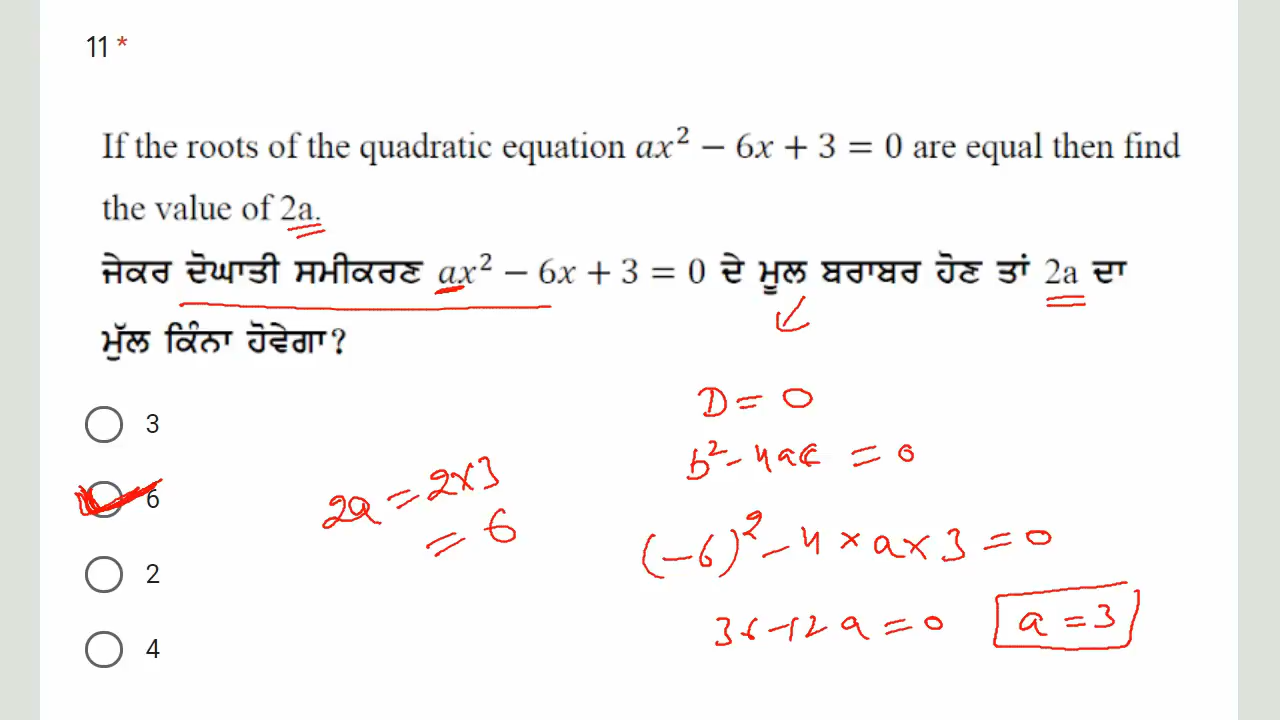 11 *
If the roots of the quadratic equation ax² − 6x + 3 = 0 are equal then find
the value of 2a.
ਜੇਕਰ ਦੋਘਾਤੀ ਸਮੀਕਰਣ ax² − 6x + 3 = 0 ਦੇ ਮੂਲ ਬਰਾਬਰ ਹੋਣ ਤਾਂ 2a ਦਾ
ਮੁੱਲ ਕਿੰਨਾ ਹੋਵੇਗਾ?
3
6
2
4
2a = 2×3
= 6
D = 0
b² - 4ac = 0
(-6)² - 4 × a × 3 = 0
36 - 12a = 0
a = 3